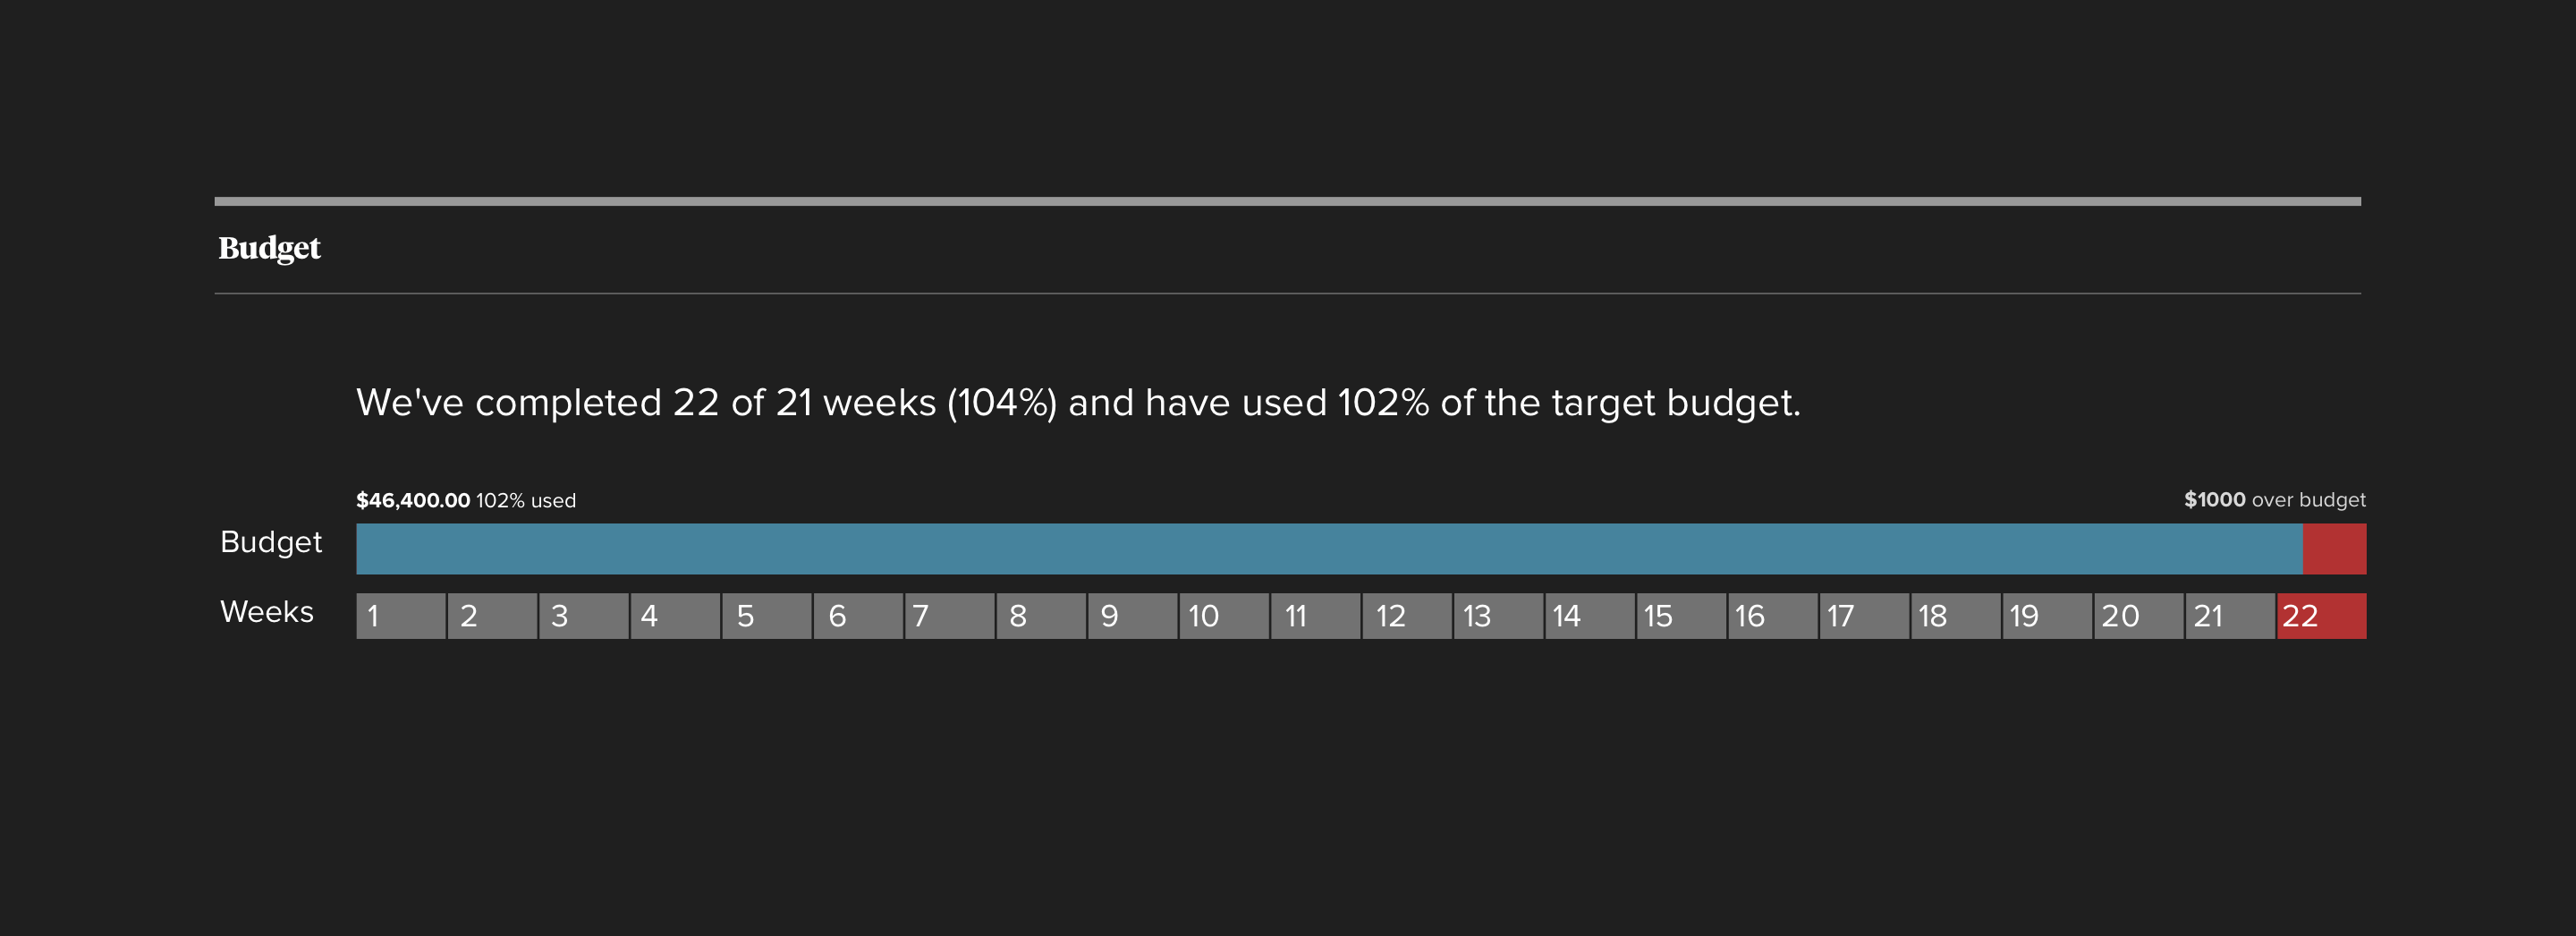 Budget
We've completed 22 of 21 weeks (104%) and have used 102% of the target budget.
$46,400.00 102% used
$1000 over budget
Budget
Weeks
1 2 3 4 5 6 7 8 9 10 11 12 13 14 15 16 17 18 19 20 21 22